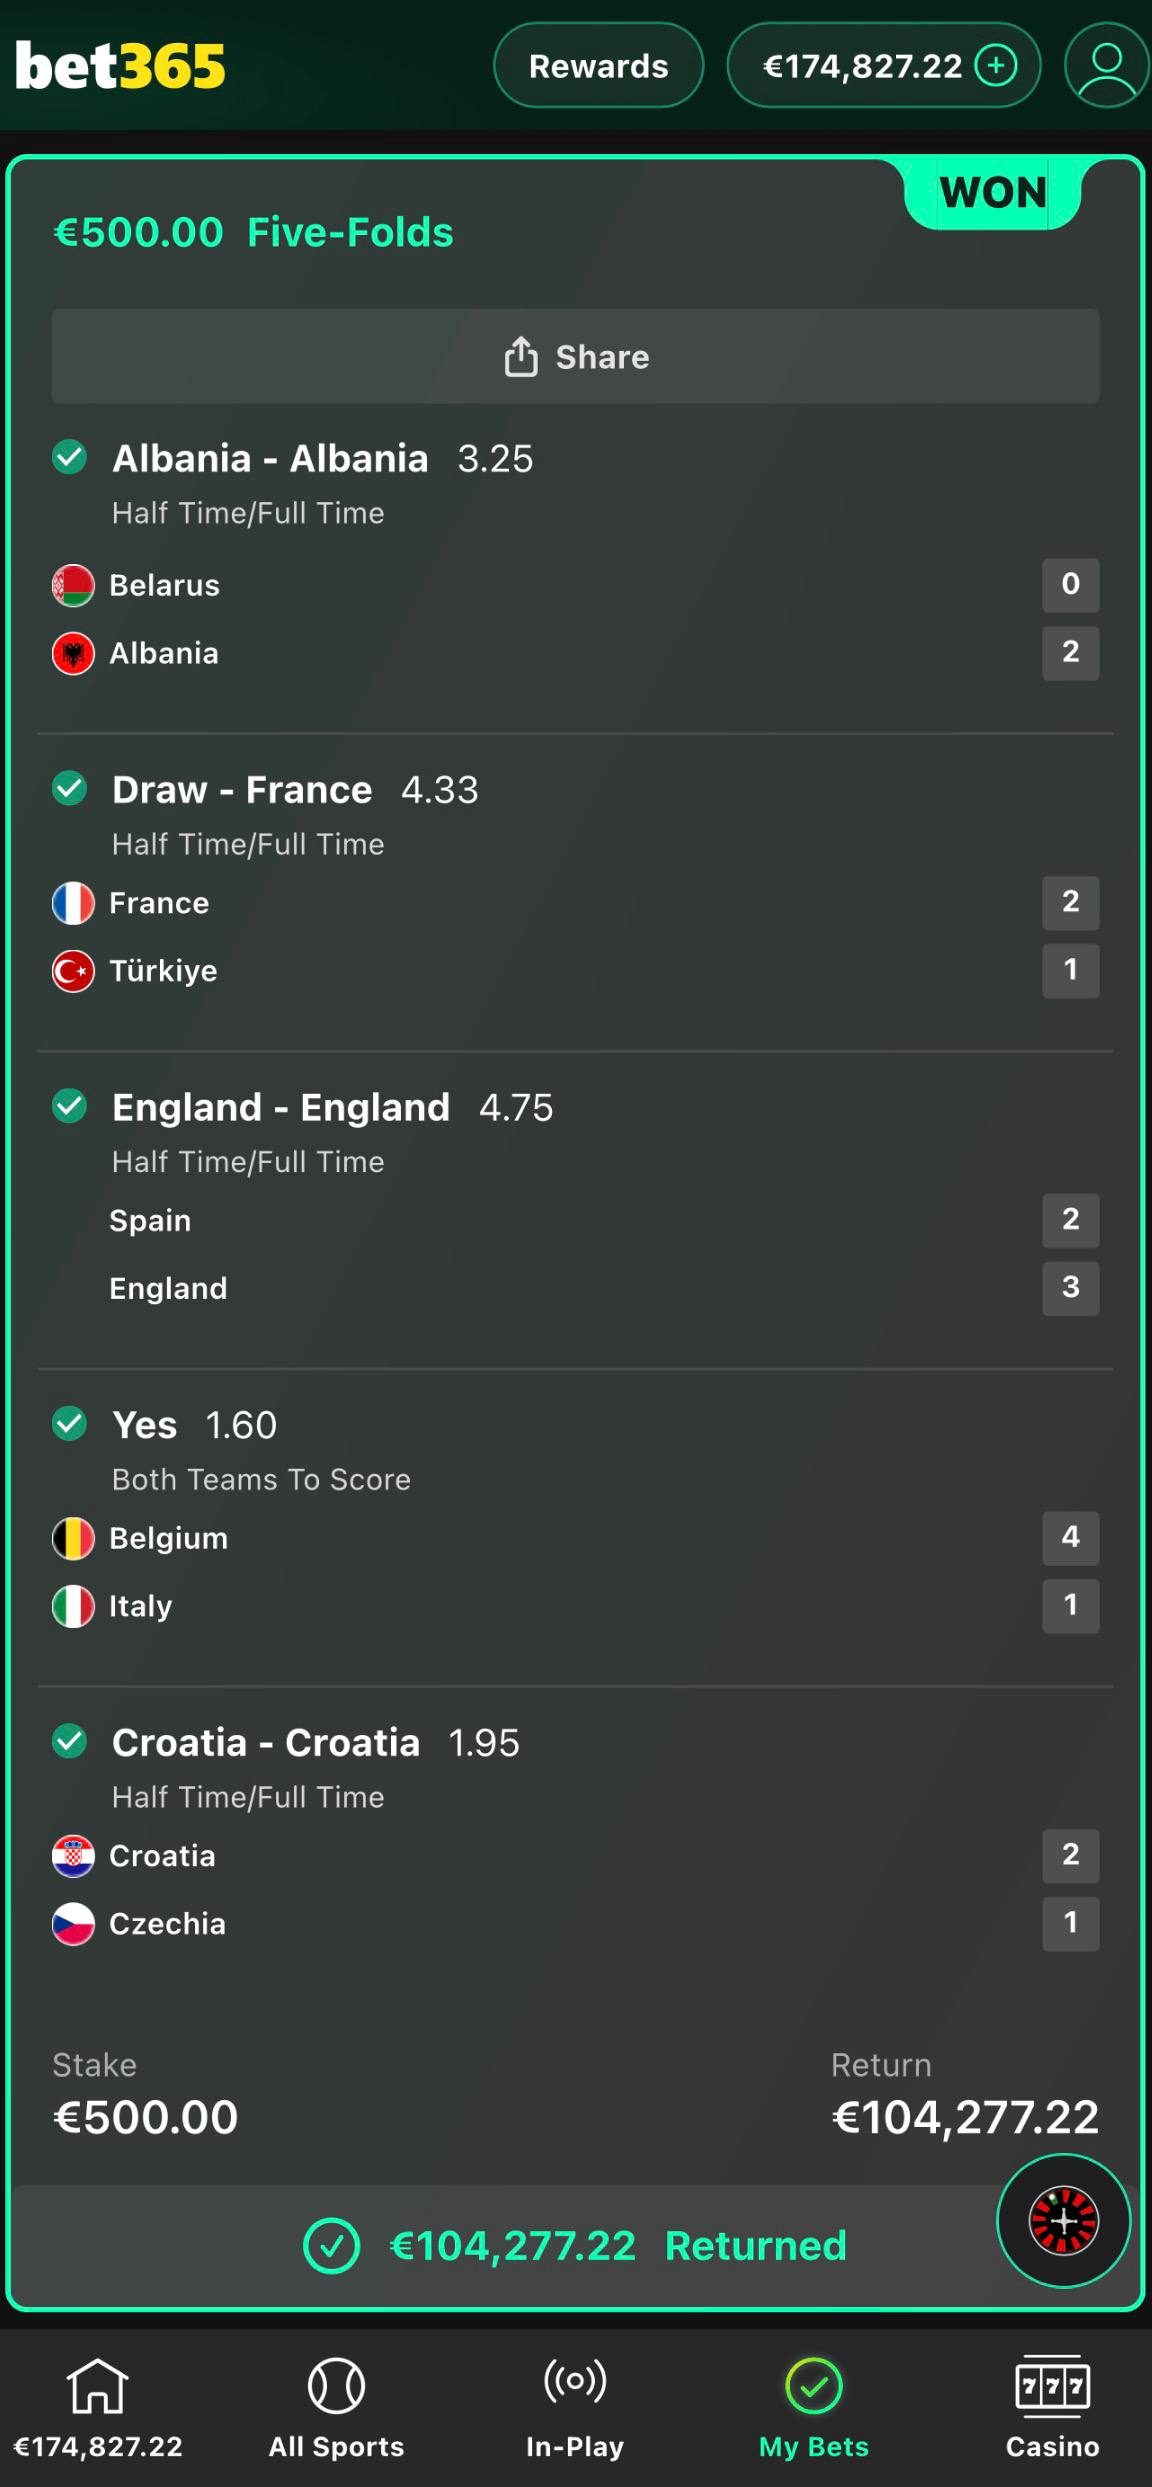 bet365
Rewards
€174,827.22
WON
€500.00 Five-Folds
Share
Albania - Albania 3.25
Half Time/Full Time
Belarus 0
Albania 2
Draw - France 4.33
Half Time/Full Time
France 2
Türkiye 1
England - England 4.75
Half Time/Full Time
Spain 2
England 3
Yes 1.60
Both Teams To Score
Belgium 4
Italy 1
Croatia - Croatia 1.95
Half Time/Full Time
Croatia 2
Czechia 1
Stake Return
€500.00 €104,277.22
€104,277.22 Returned
777
€174,827.22 All Sports In-Play My Bets Casino